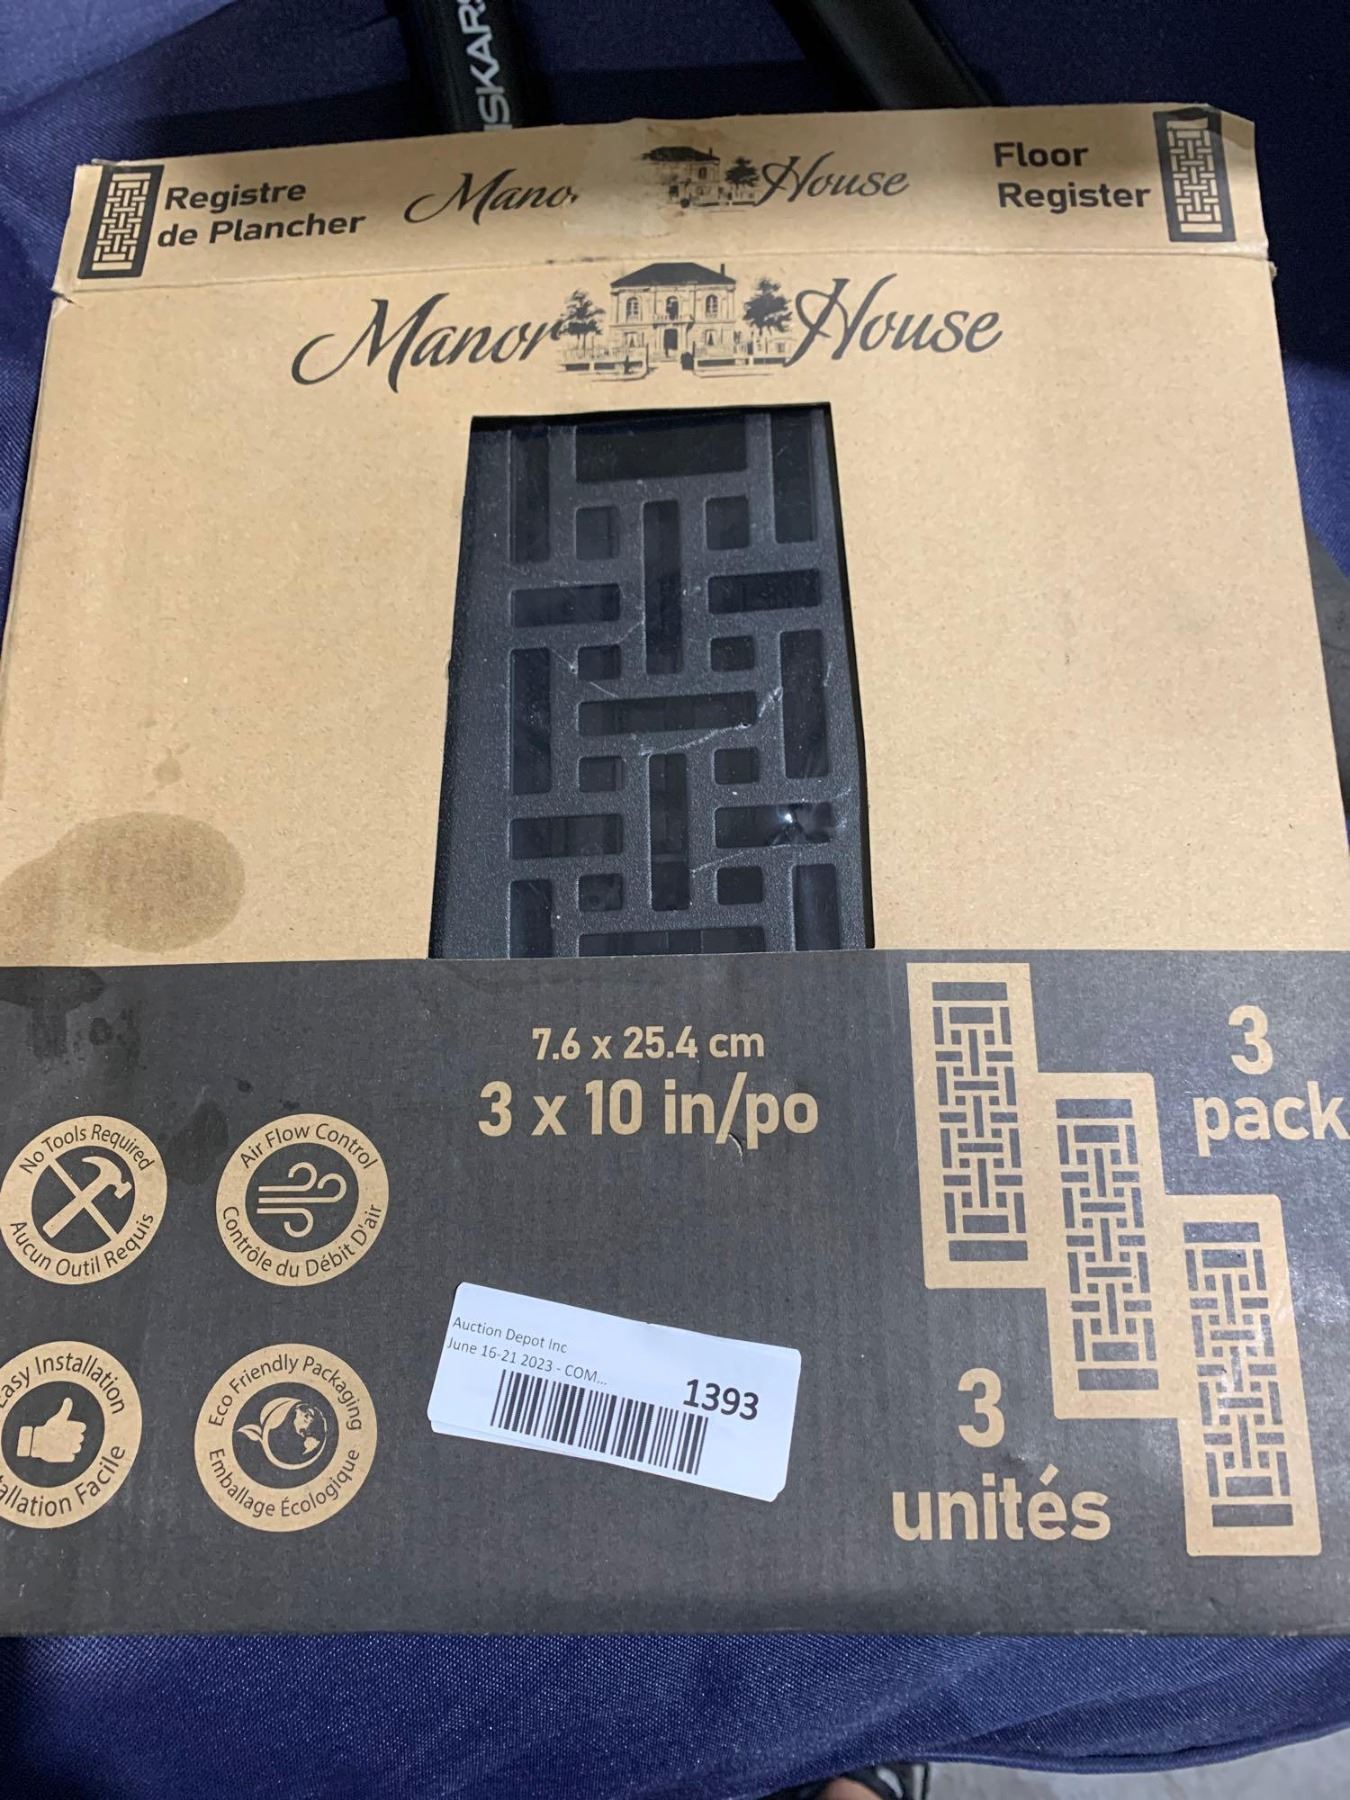 Registre
de Plancher
Manor House
Floor
Register
Manor House
7.6 x 25.4 cm
3 x 10 in/po
3
pack
No Tools Required
Aucun Outil Requis
Air Flow Control
Contrôle du Débit D'air
Easy Installation
Eco Friendly Packaging
Emballage Écologique
Facile
Auction Depot Inc
June 16-21 2023 - COM...
1393
3
unités